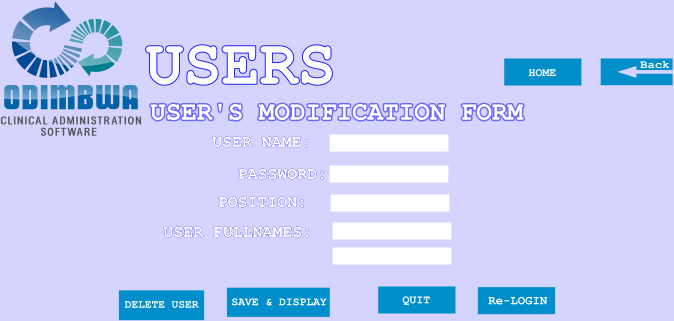 USERS
HOME
Back
ODIMBWA
CLINICAL ADMINISTRATION
SOFTWARE
USER'S MODIFICATION FORM
USER NAME:
PASSWORD:
POSITION:
USER FULLNAMES:
DELETE USER
SAVE & DISPLAY
QUIT
Re-LOGIN